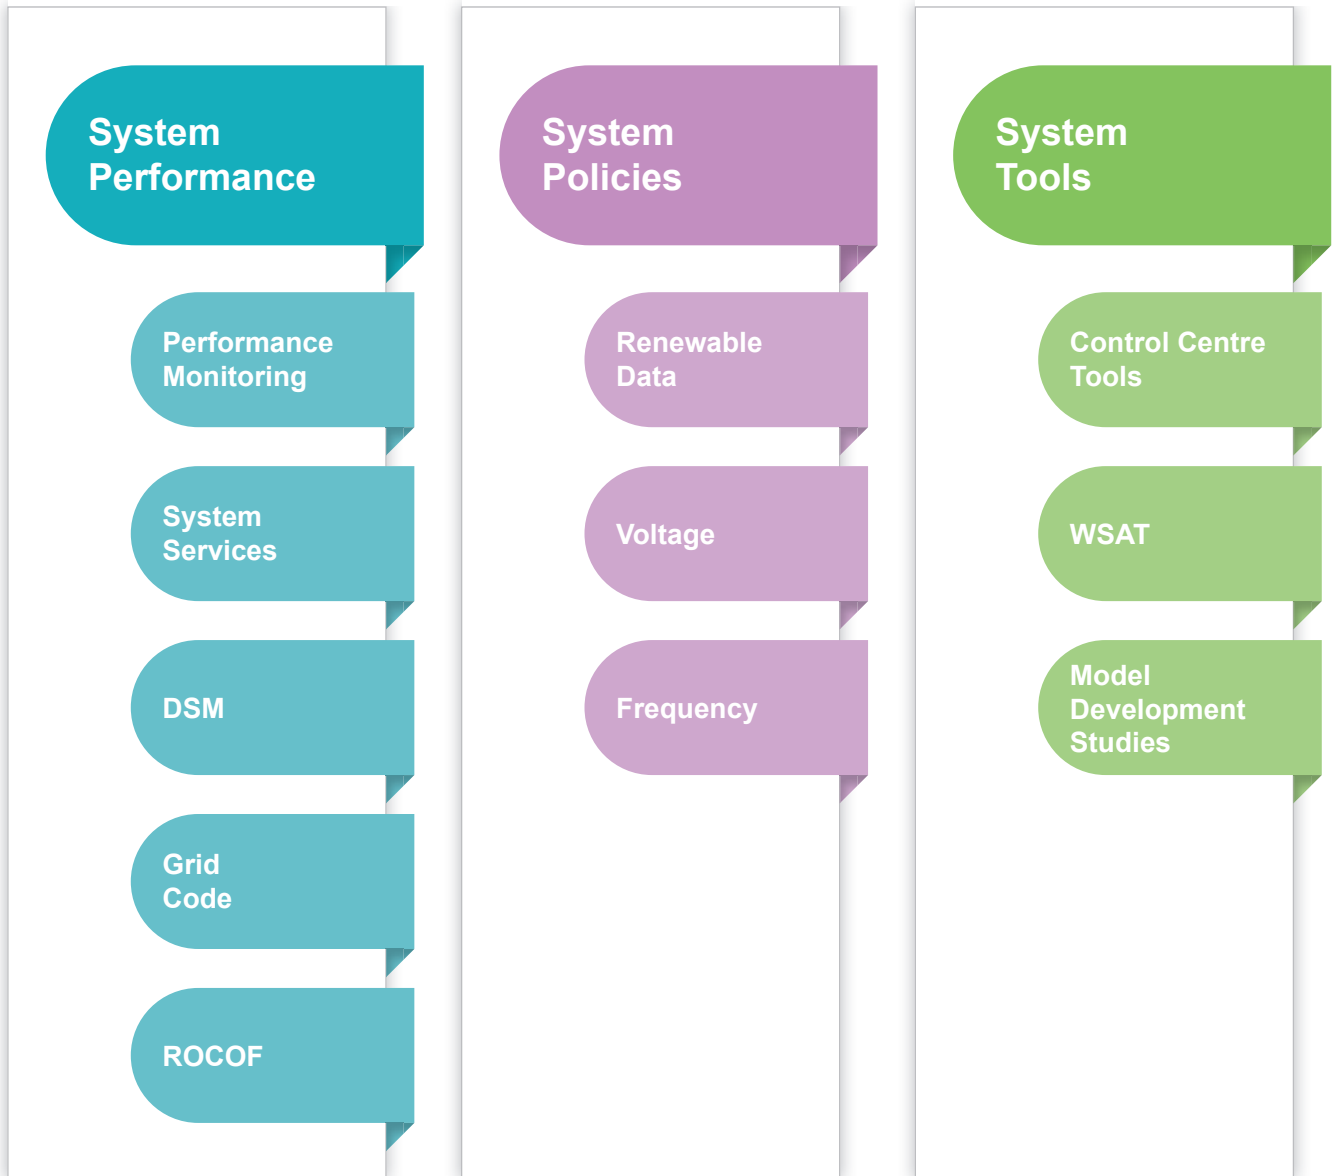 System
Performance
Performance
Monitoring
System
Services
DSM
Grid
Code
ROCOF
System
Policies
Renewable
Data
Voltage
Frequency
System
Tools
Control Centre
Tools
WSAT
Model
Development
Studies